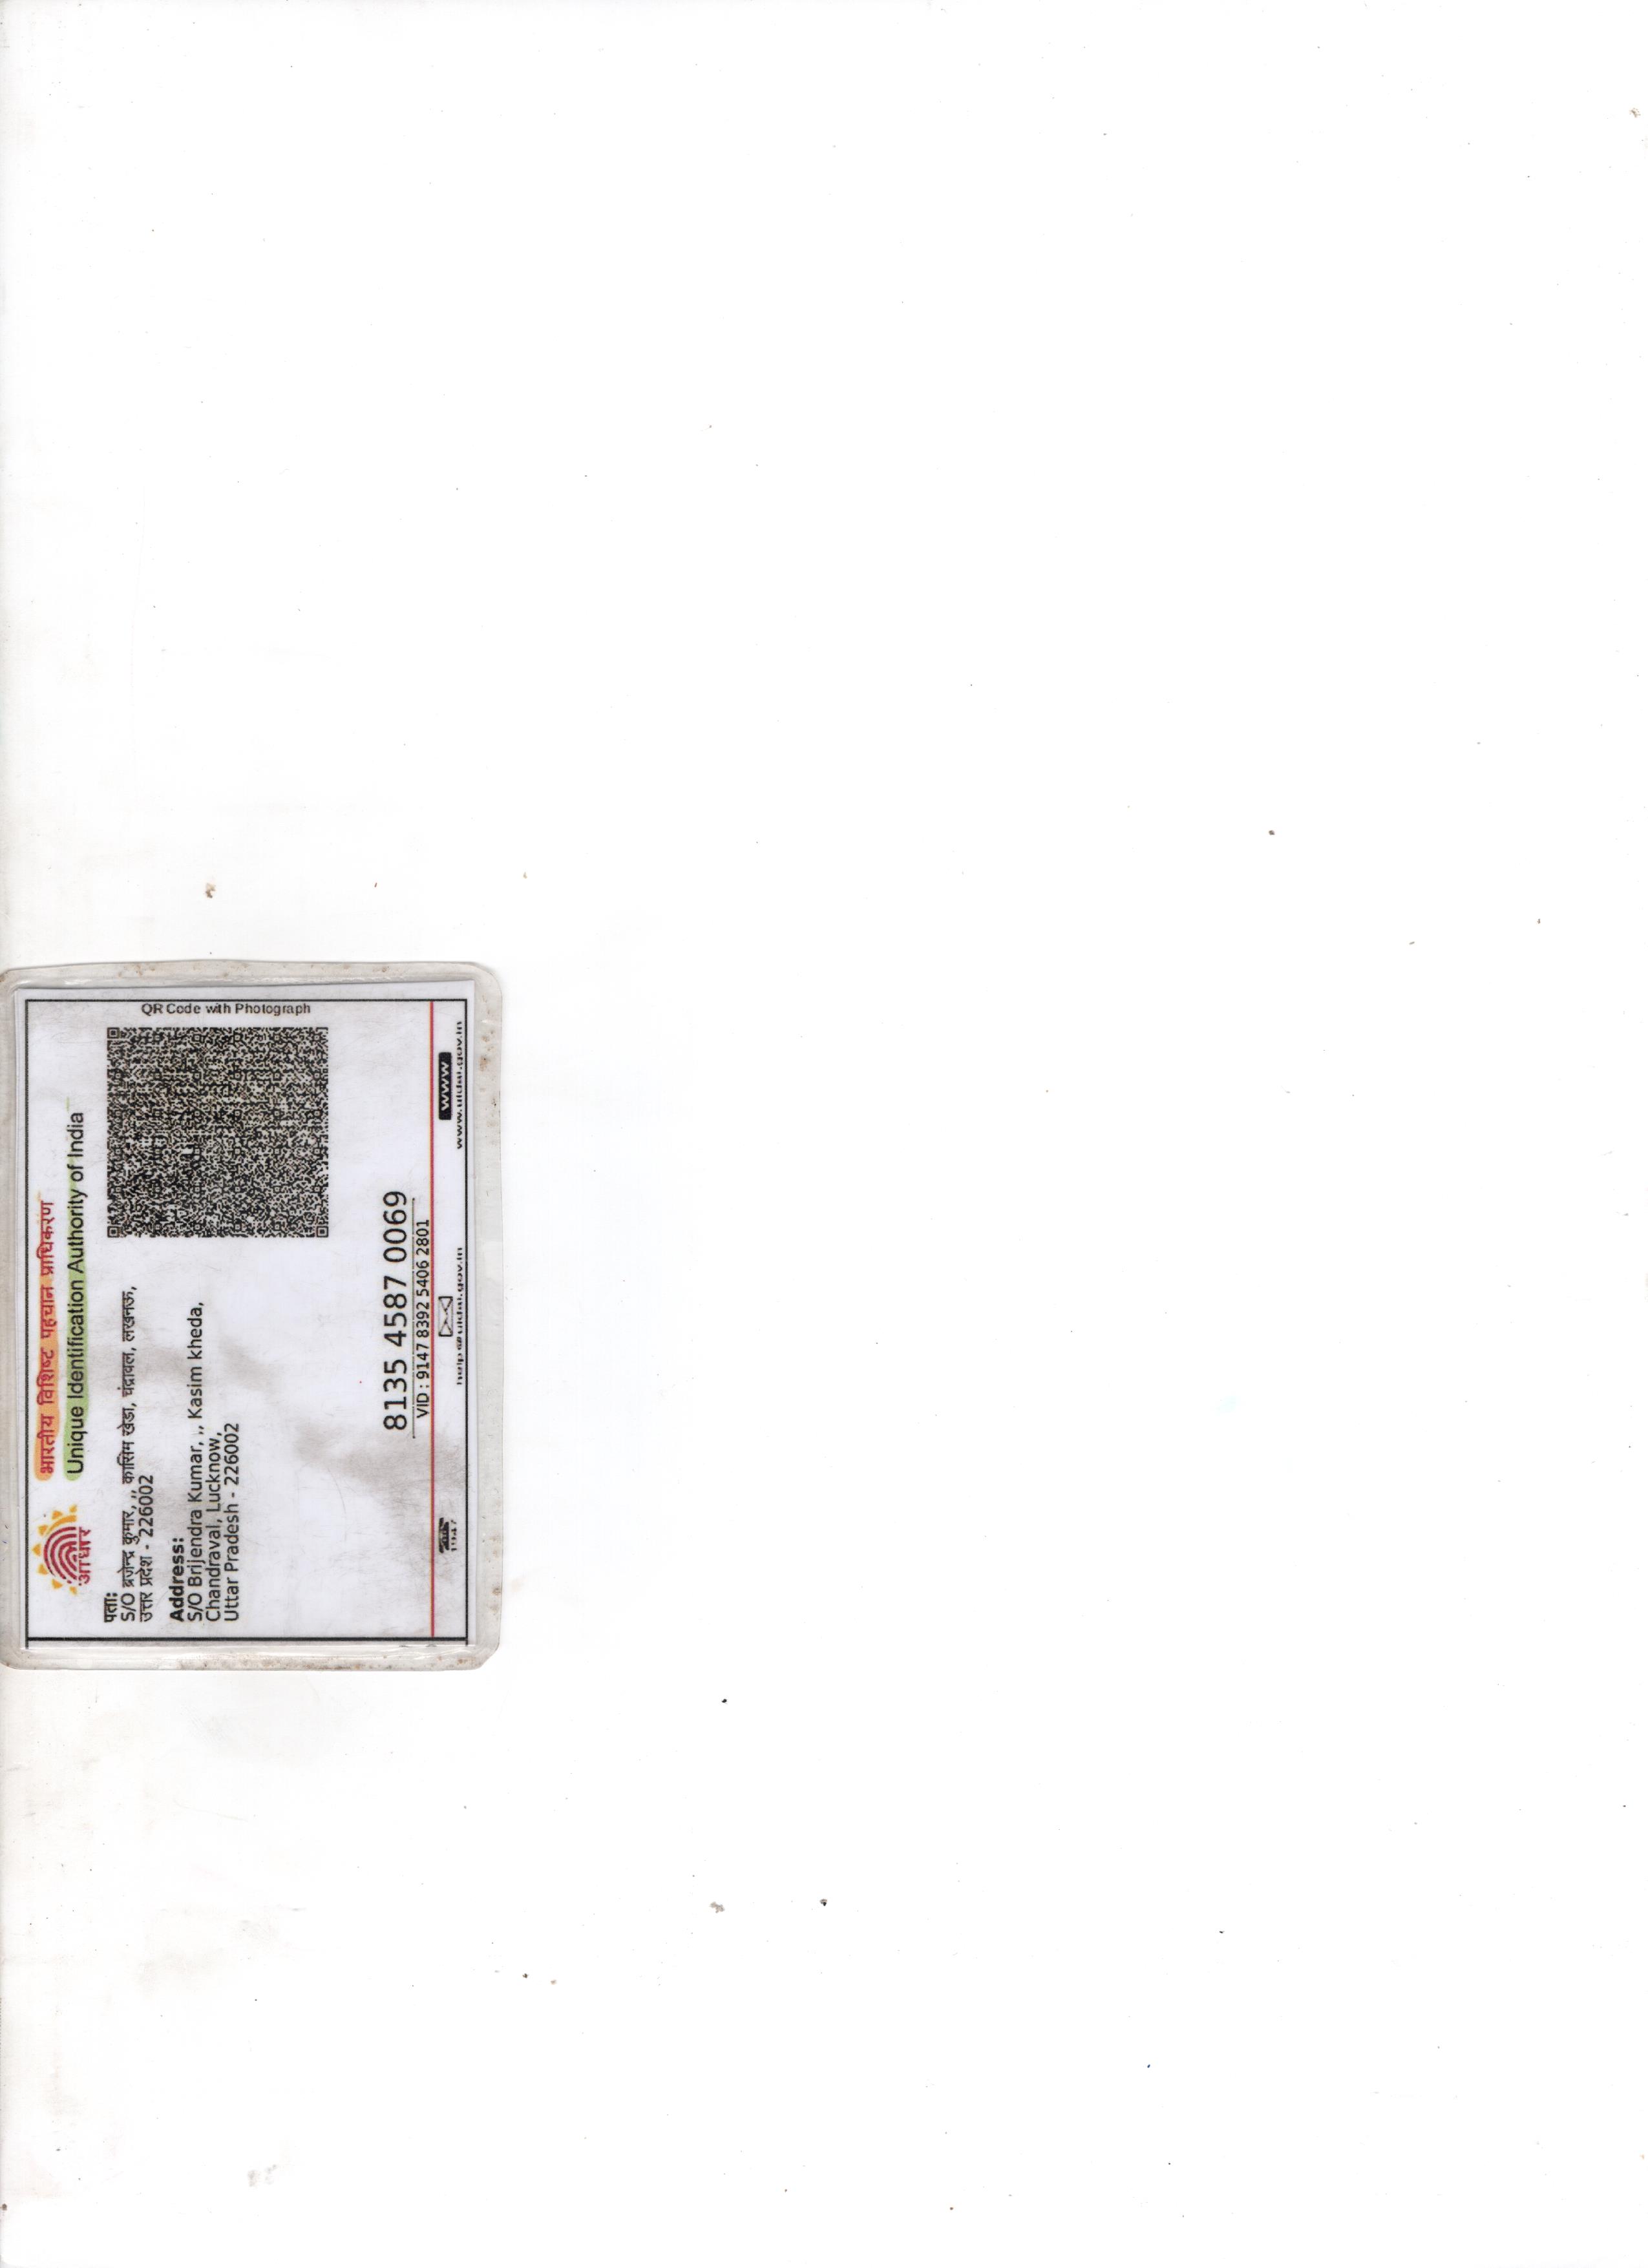 भारतीय विशिष्ट पहचान प्राधिकरण
Unique Identification Authority of India
आधार
पता:
S/O ब्रजेन्द्र कुमार, ,, कासिम खेडा, चंद्रावल, लखनऊ,
उत्तर प्रदेश - 226002
Address:
S/O Brijendra Kumar, ,, Kasim kheda,
Chandraval, Lucknow,
Uttar Pradesh - 226002
QR Code with Photograph
8135 4587 0069
VID : 9147 8392 5406 2801
1947
help@uidai.gov.in
www
www.uidai.gov.in